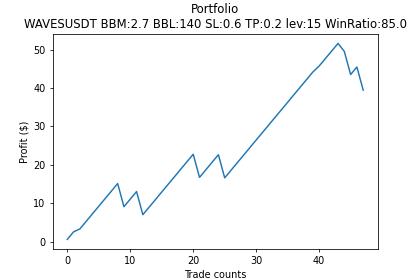 Portfolio
WAVESUSDT BBM:2.7 BBL:140 SL:0.6 TP:0.2 lev:15 WinRatio:85.0
50
40
30
20
10
0
Profit ($)
0 10 20 30 40
Trade counts